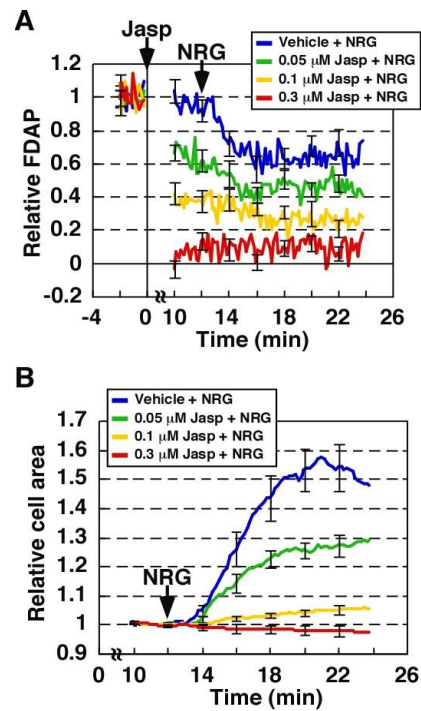 A
Jasp
NRG
Vehicle + NRG
0.05 μM Jasp + NRG
0.1 μM Jasp + NRG
0.3 μM Jasp + NRG
Relative FDAP
1.2
1
0.8
0.6
0.4
0.2
0
-0.2
-4 0 10 14 18 22 26
Time (min)
B
Vehicle + NRG
0.05 μM Jasp + NRG
0.1 μM Jasp + NRG
0.3 μM Jasp + NRG
NRG
Relative cell area
1.7
1.6
1.5
1.4
1.3
1.2
1.1
1
0.9
0 10 14 18 22 26
Time (min)